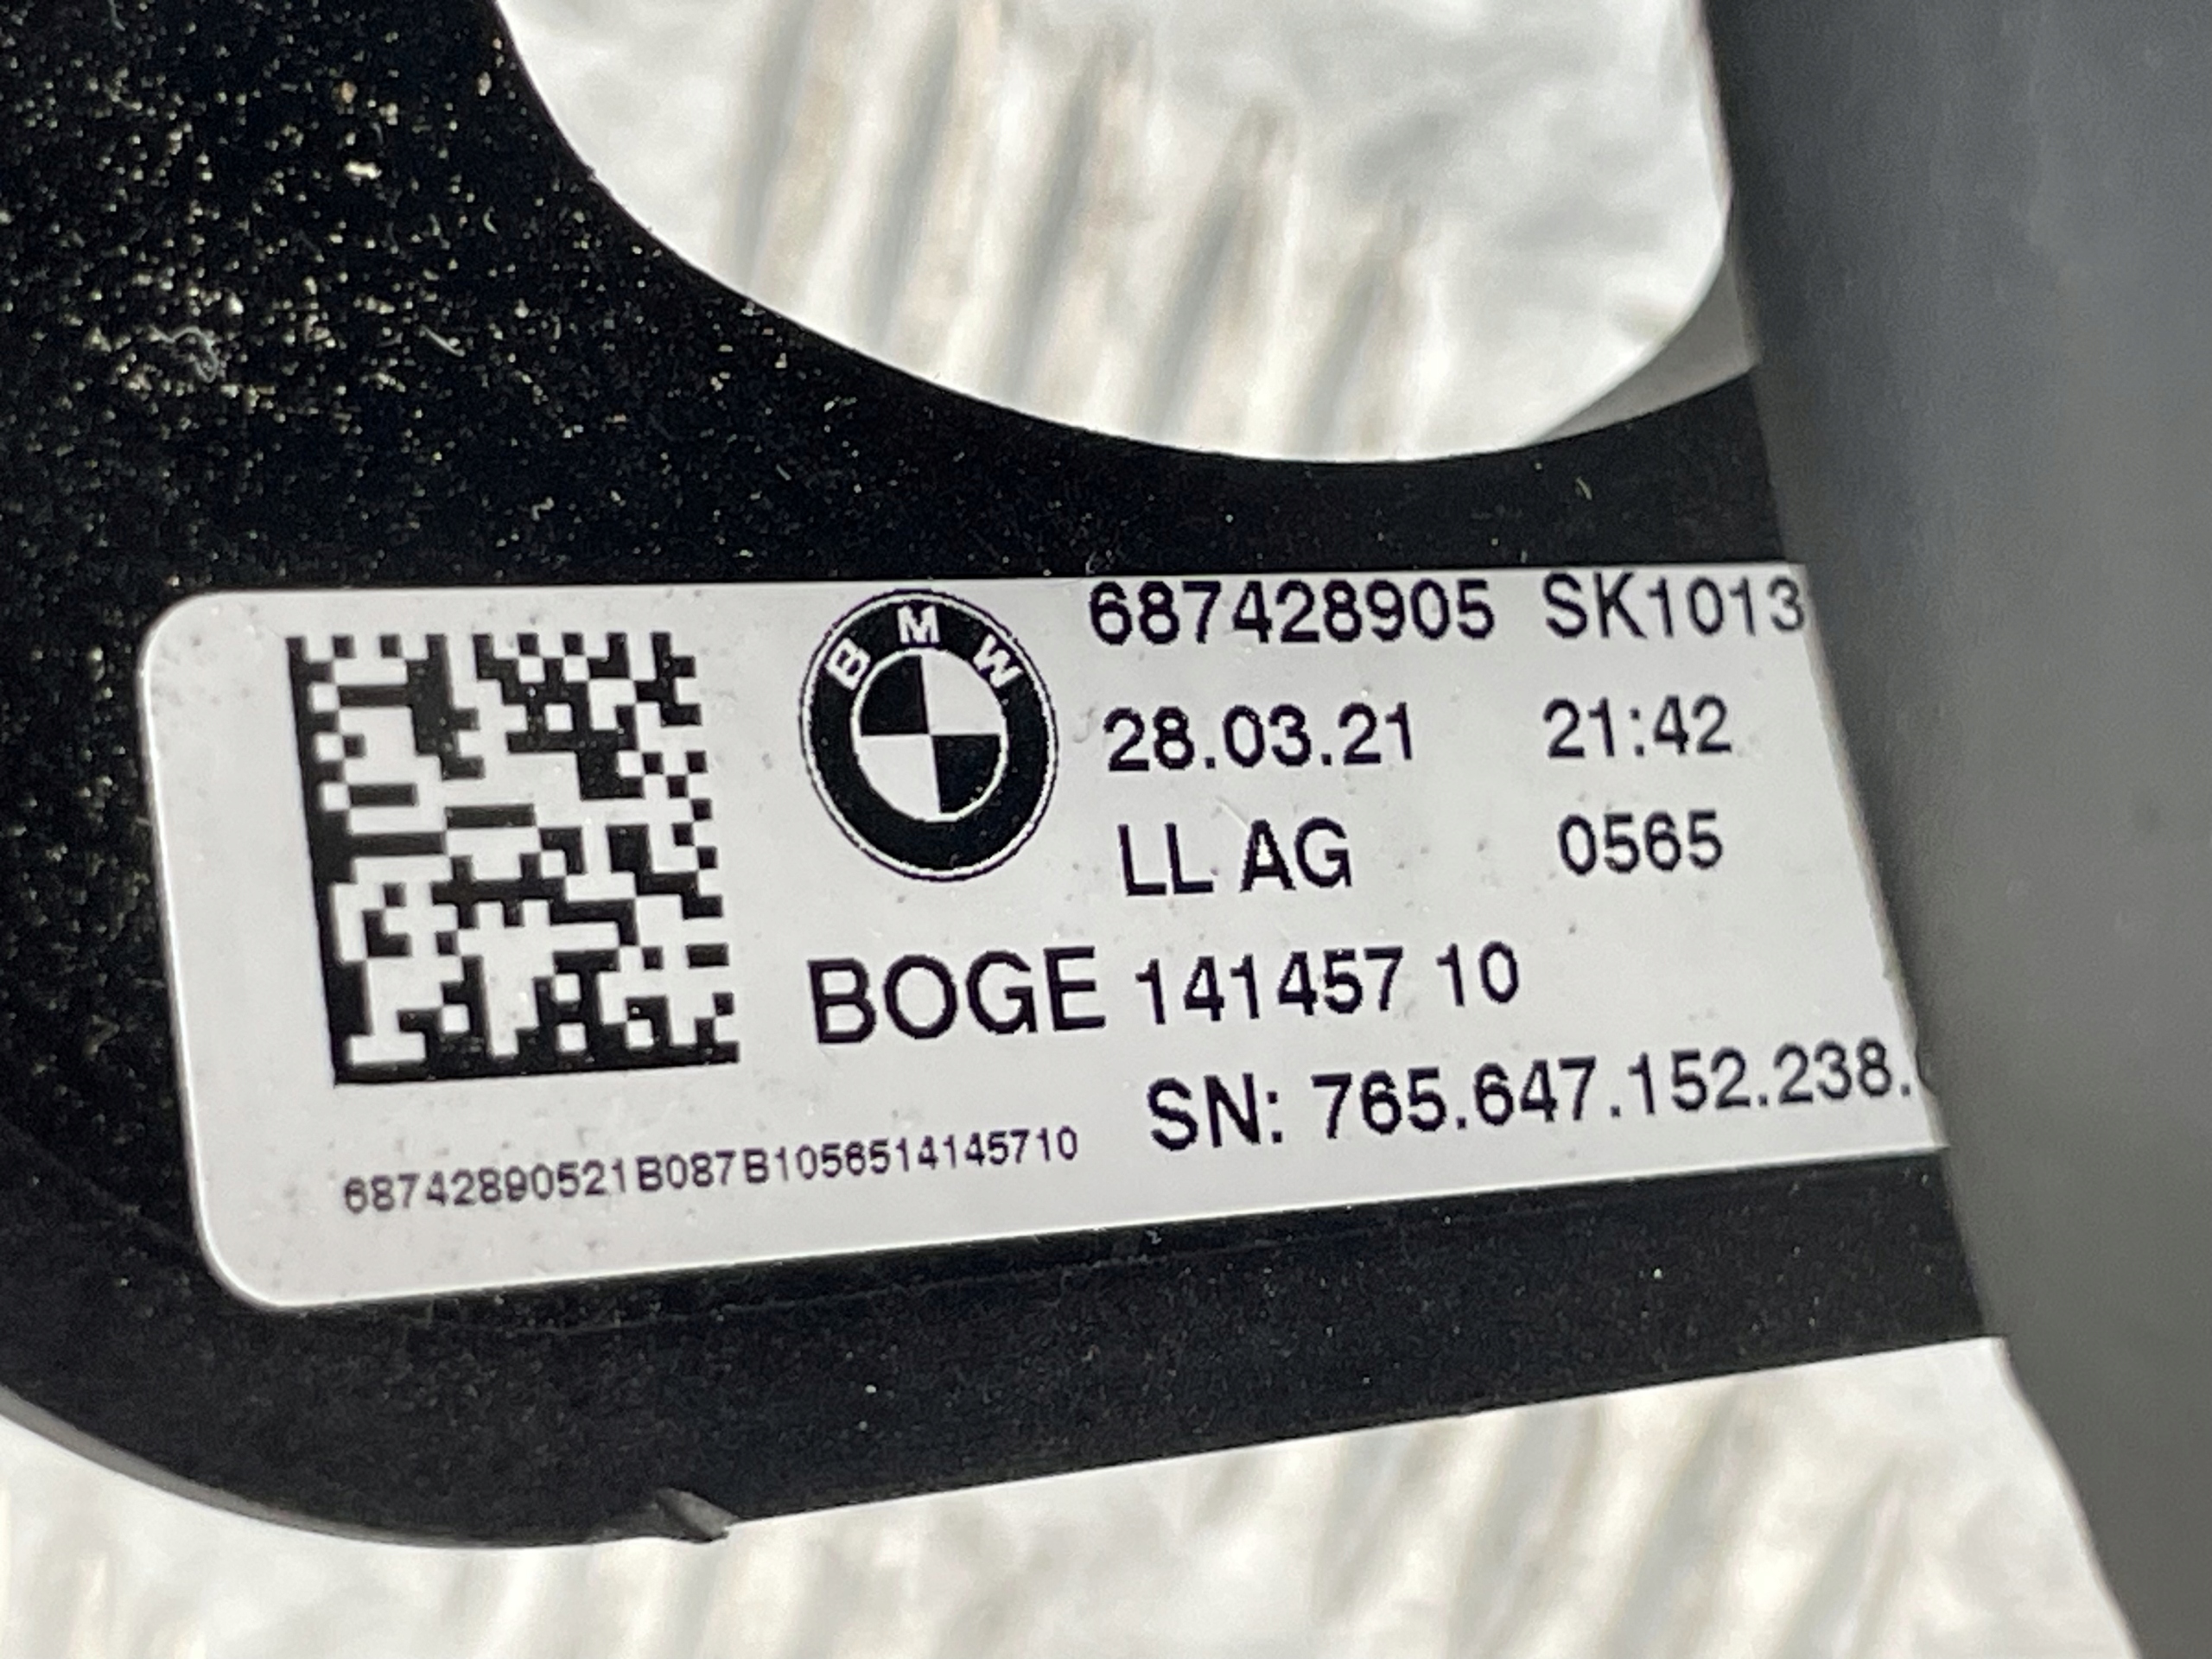 BMW
687428905 SK1013
28.03.21 21:42
LL AG 0565
BOGE 141457 10
SN: 765.647.152.238.
68742890521B087B1056514145710